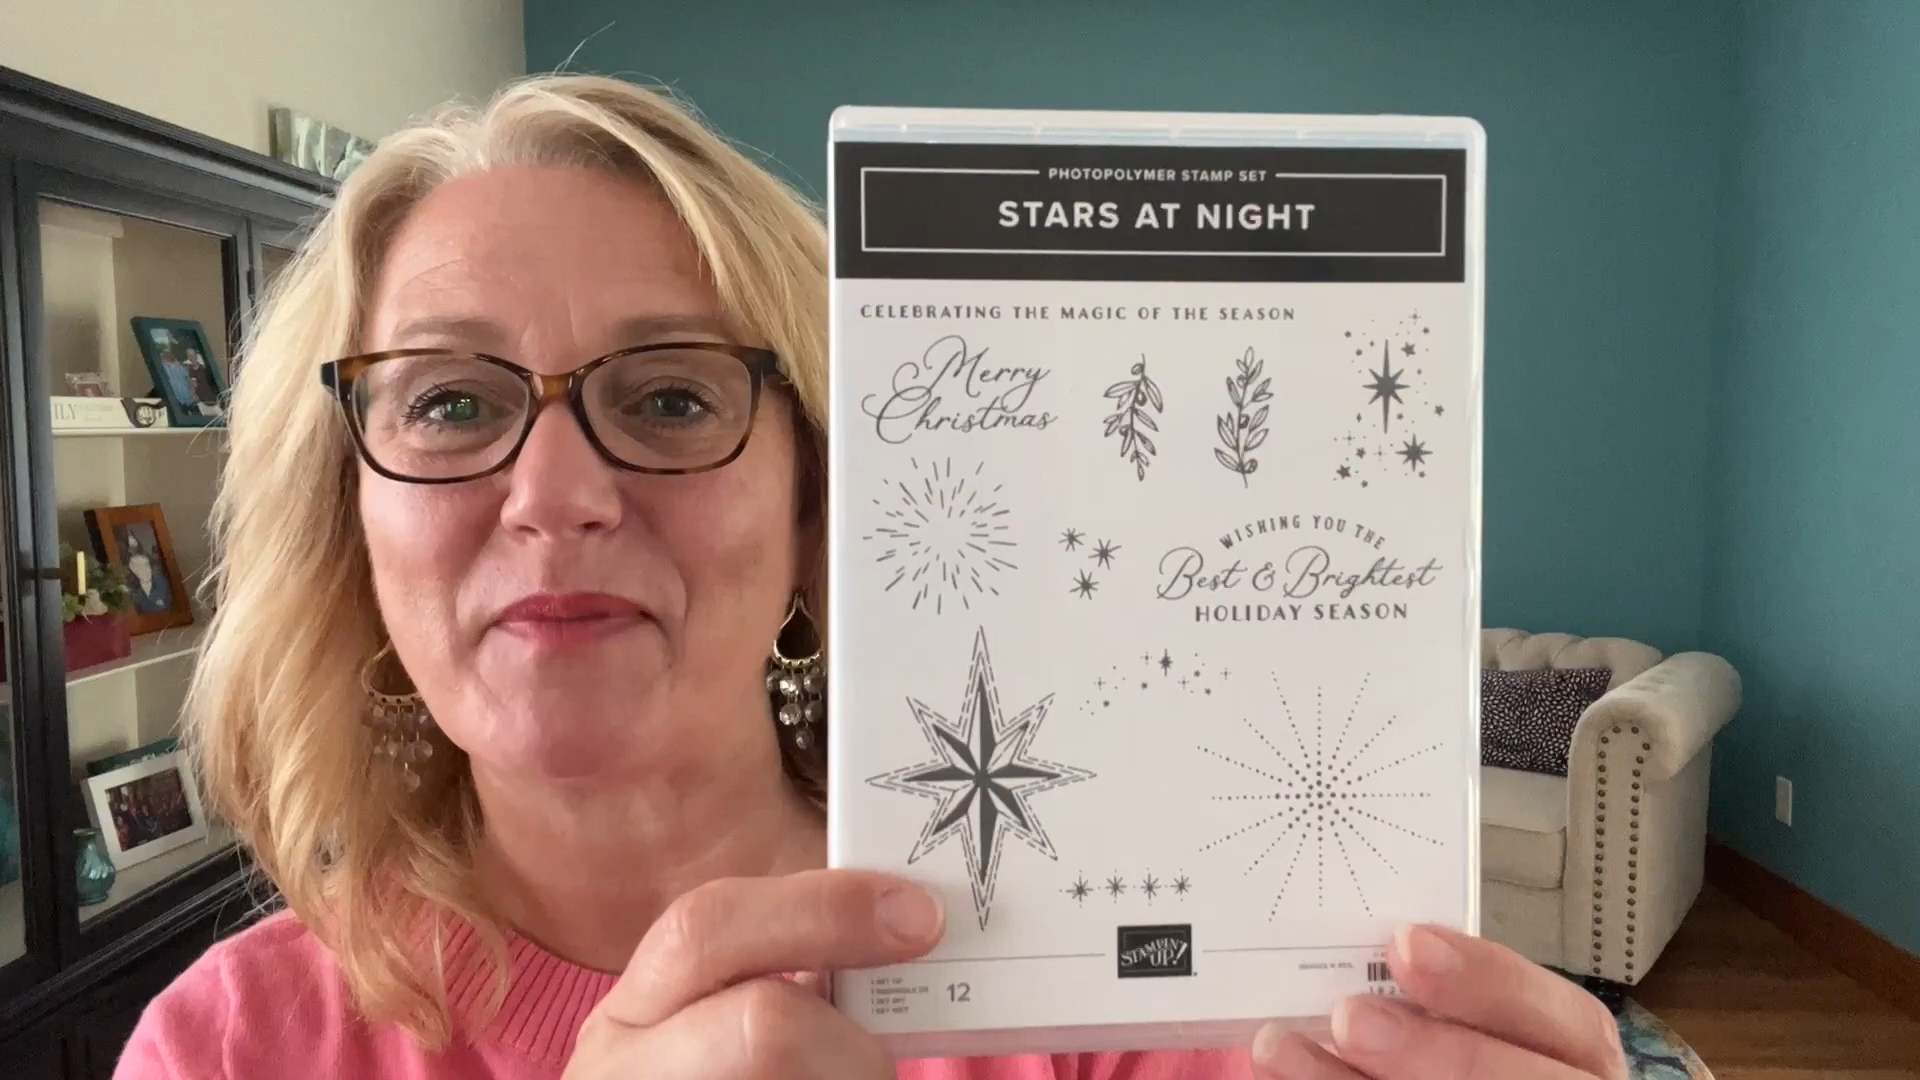 PHOTOPOLYMER STAMP SET
STARS AT NIGHT
CELEBRATING THE MAGIC OF THE SEASON
Merry
Christmas
WISHING YOU THE
Best & Brightest
HOLIDAY SEASON
STAMPIN' UP!
12
ILY